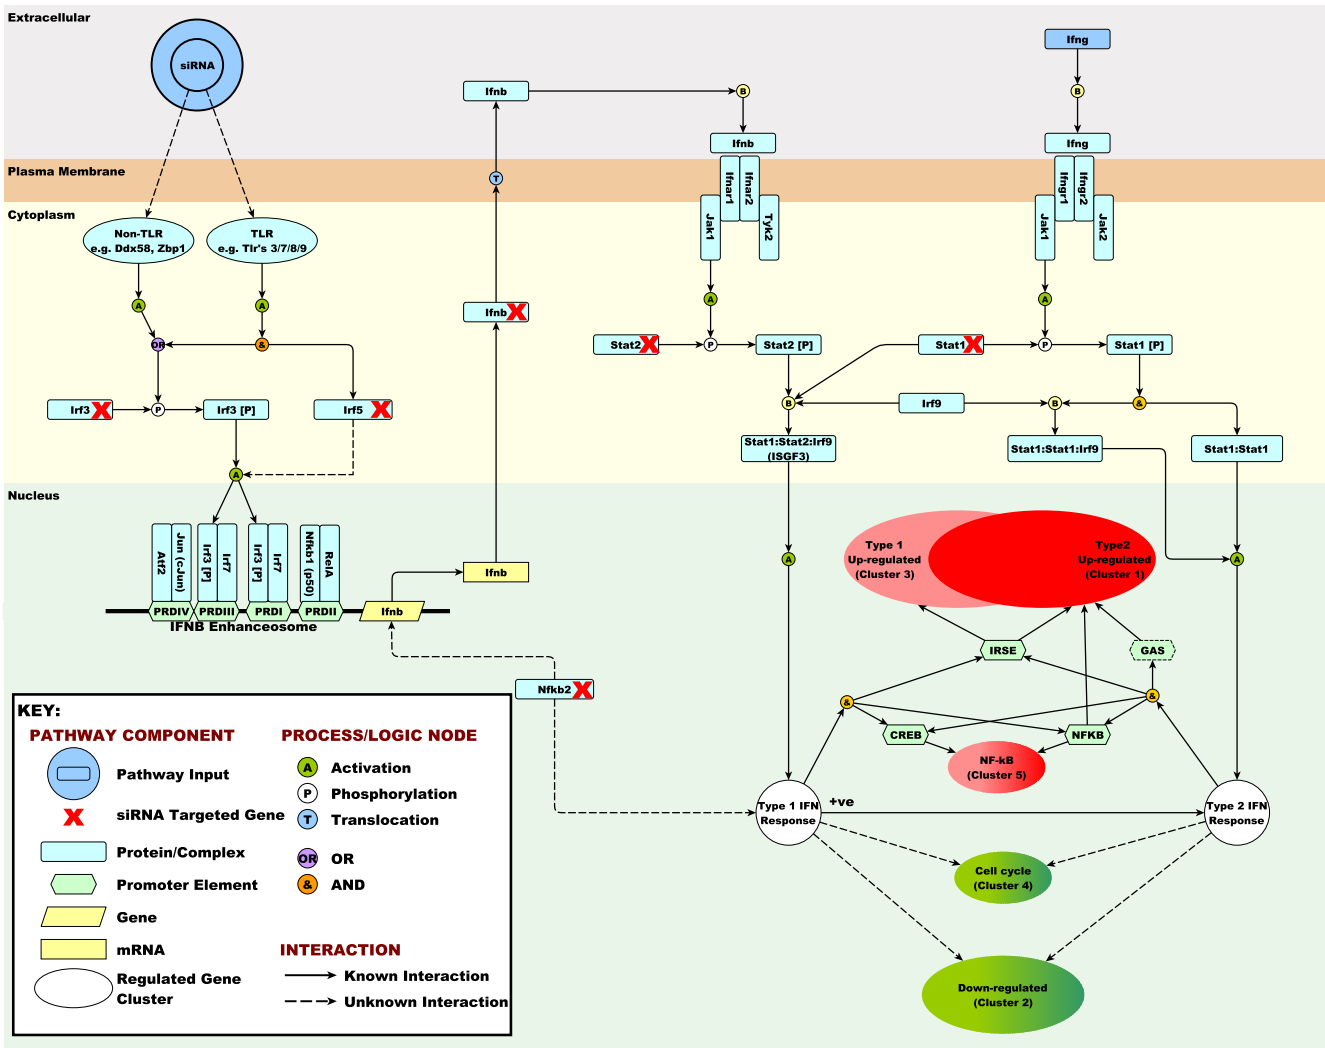 Extracellular
siRNA
Ifng
Ifnb
B
B
Ifnb
Ifng
Plasma Membrane
T
Ifnar1
Ifnar2
Ifngr1
Ifngr2
Cytoplasm
Jak1
Tyk2
Jak1
Jak2
Non-TLR
e.g. Ddx58, Zbp1
TLR
e.g. Tlr's 3/7/8/9
A
A
A
A
Ifnb
OR
&
Stat2
P
Stat2 [P]
Stat1
P
Stat1 [P]
Irf3
P
Irf3 [P]
Irf5
B
Irf9
B
&
Stat1:Stat2:Irf9
(ISGF3)
Stat1:Stat1:Irf9
Stat1:Stat1
A
Nucleus
Atf2
Jun (cJun)
Irf3 [P]
Irf7
Irf3 [P]
Irf7
Nfkb1 (p50)
RelA
Ifnb
A
Type 1
Up-regulated
(Cluster 3)
Type2
Up-regulated
(Cluster 1)
A
PRDIV
PRDIII
PRDI
PRDII
Ifnb
IFNB Enhanceosome
IRSE
GAS
Nfkb2
&
&
CREB
NFKB
NF-kB
(Cluster 5)
Type 1 IFN
Response
+ve
Type 2 IFN
Response
Cell cycle
(Cluster 4)
Down-regulated
(Cluster 2)
KEY:
PATHWAY COMPONENT
Pathway Input
siRNA Targeted Gene
Protein/Complex
Promoter Element
Gene
mRNA
Regulated Gene
Cluster
PROCESS/LOGIC NODE
A Activation
P Phosphorylation
T Translocation
OR OR
& AND
INTERACTION
Known Interaction
Unknown Interaction